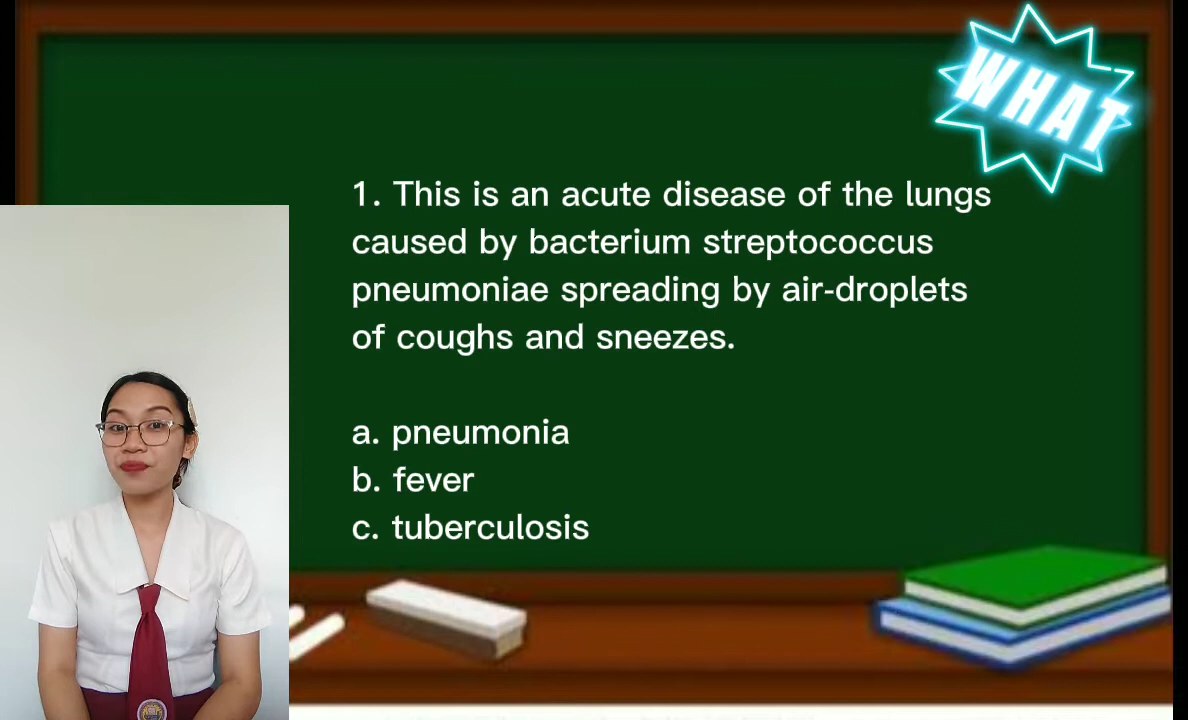 WHAT
1. This is an acute disease of the lungs
caused by bacterium streptococcus
pneumoniae spreading by air-droplets
of coughs and sneezes.
a. pneumonia
b. fever
c. tuberculosis